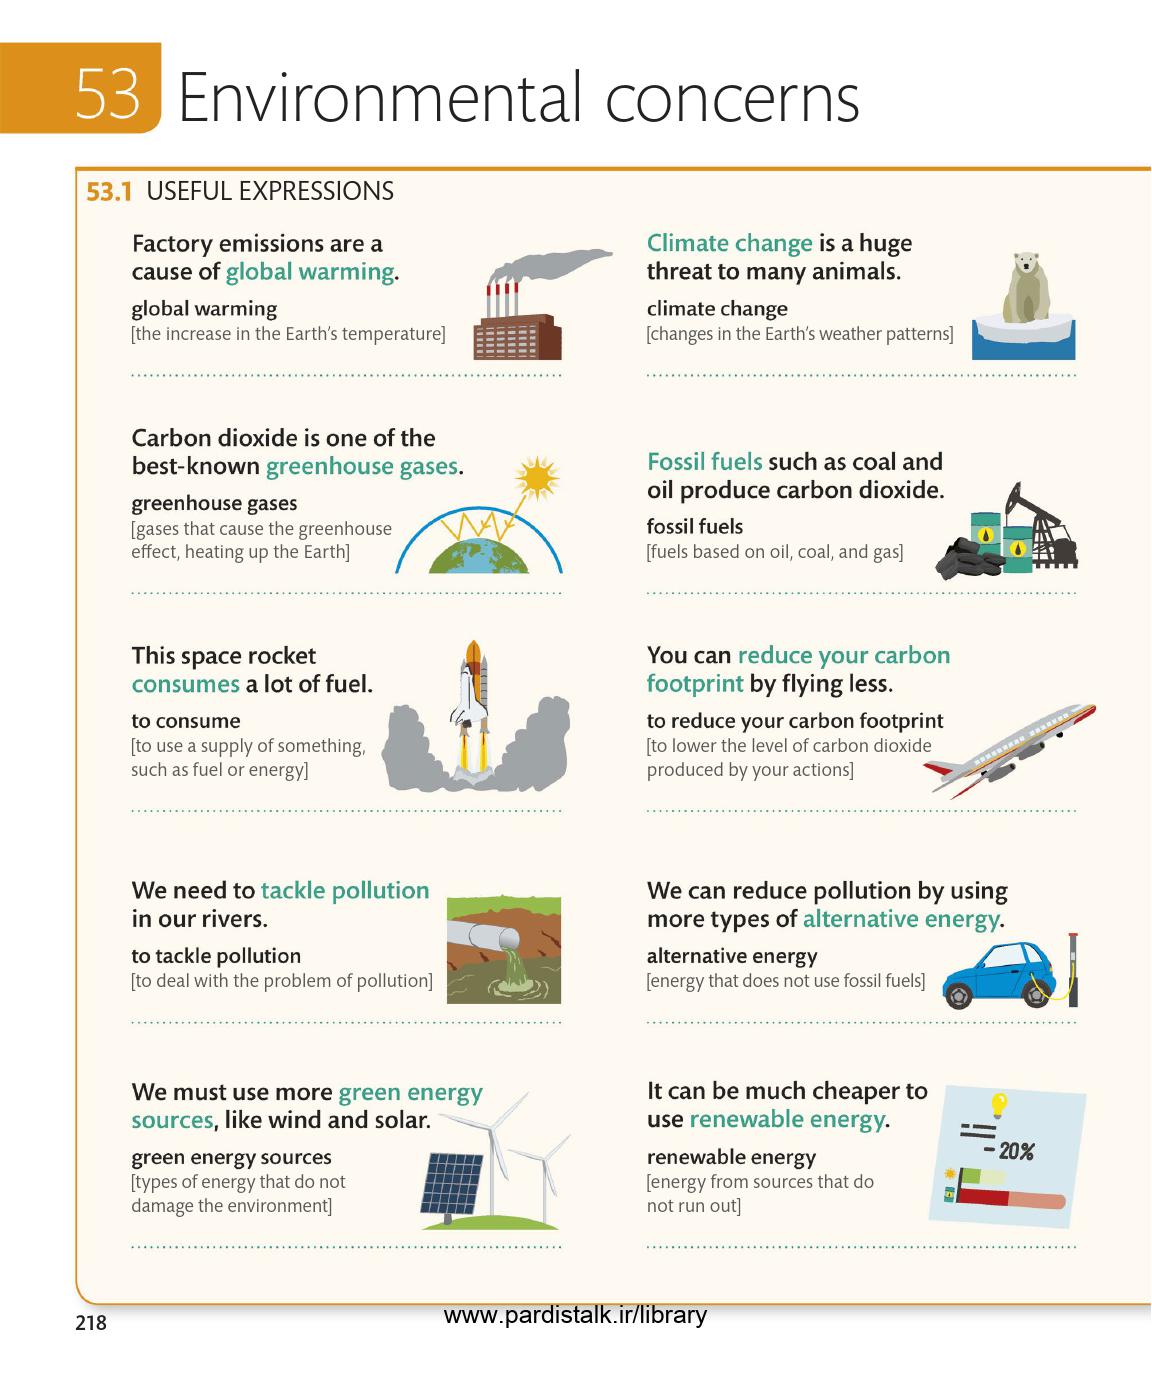 53 Environmental concerns
53.1 USEFUL EXPRESSIONS
Factory emissions are a
cause of global warming.
global warming
[the increase in the Earth's temperature]
Climate change is a huge
threat to many animals.
climate change
[changes in the Earth's weather patterns]
Carbon dioxide is one of the
best-known greenhouse gases.
greenhouse gases
[gases that cause the greenhouse
effect, heating up the Earth]
Fossil fuels such as coal and
oil produce carbon dioxide.
fossil fuels
[fuels based on oil, coal, and gas]
This space rocket
consumes a lot of fuel.
to consume
[to use a supply of something,
such as fuel or energy]
You can reduce your carbon
footprint by flying less.
to reduce your carbon footprint
[to lower the level of carbon dioxide
produced by your actions]
We need to tackle pollution
in our rivers.
to tackle pollution
[to deal with the problem of pollution]
We can reduce pollution by using
more types of alternative energy.
alternative energy
[energy that does not use fossil fuels]
We must use more green energy
sources, like wind and solar.
green energy sources
[types of energy that do not
damage the environment]
It can be much cheaper to
use renewable energy.
renewable energy
[energy from sources that do
not run out]
- 20%
218
www.pardistalk.ir/library